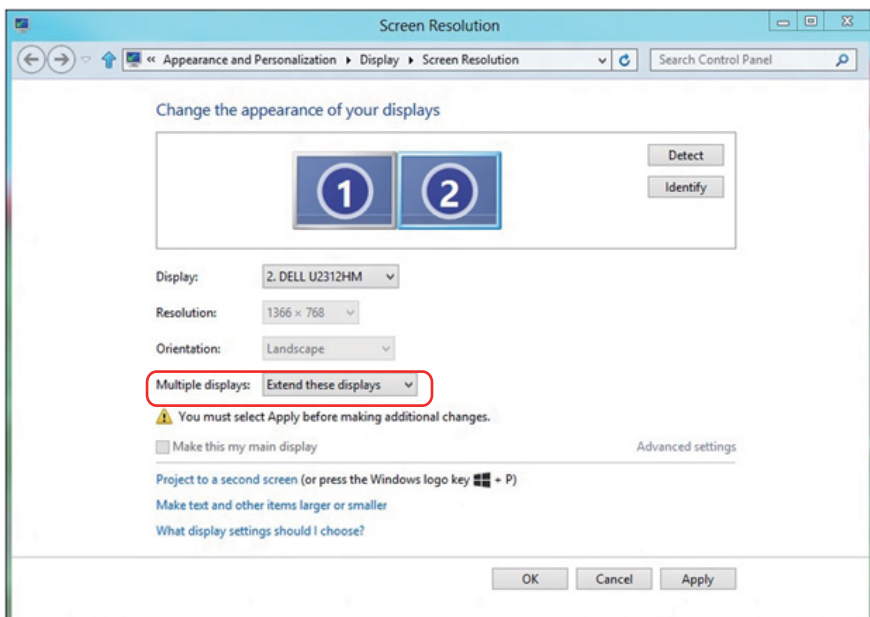 Screen Resolution
« Appearance and Personalization ▸ Display ▸ Screen Resolution
Search Control Panel
Change the appearance of your displays
1 2
Detect
Identify
Display: 2. DELL U2312HM
Resolution: 1366 × 768
Orientation: Landscape
Multiple displays: Extend these displays
You must select Apply before making additional changes.
Make this my main display
Advanced settings
Project to a second screen (or press the Windows logo key + P)
Make text and other items larger or smaller
What display settings should I choose?
OK Cancel Apply